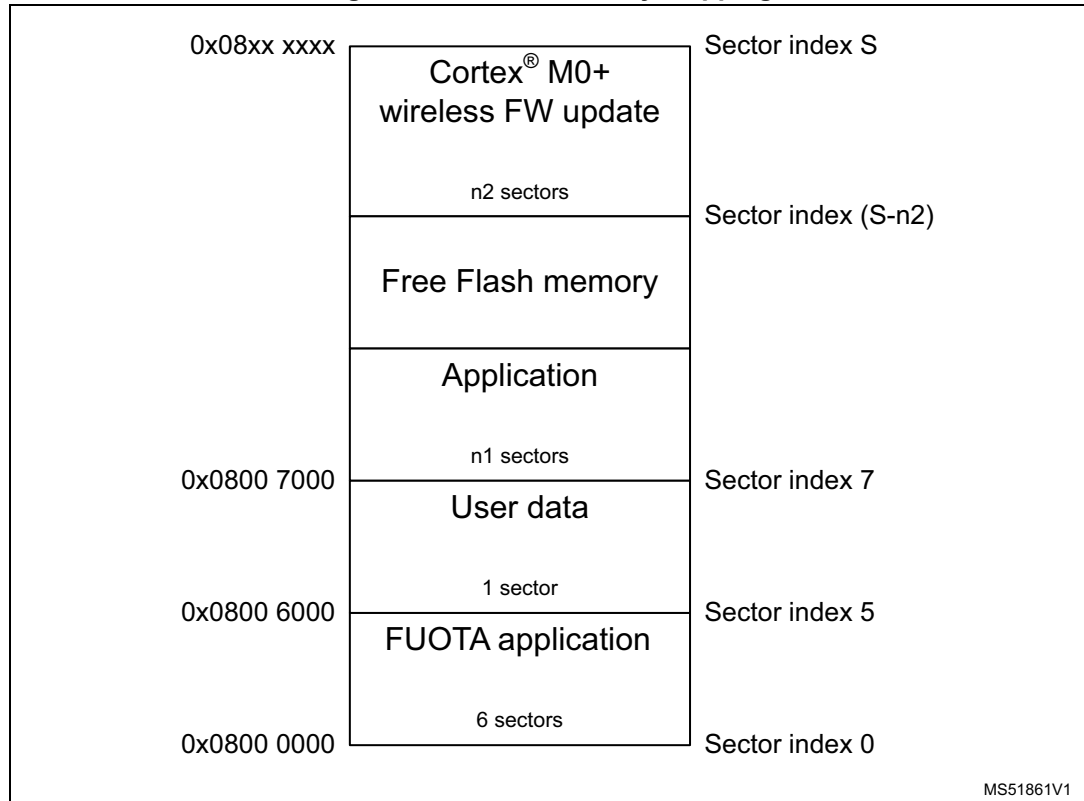 0x08xx xxxx
Sector index S
Cortex® M0+
wireless FW update
n2 sectors
Sector index (S-n2)
Free Flash memory
Application
n1 sectors
0x0800 7000
Sector index 7
User data
1 sector
0x0800 6000
Sector index 5
FUOTA application
6 sectors
0x0800 0000
Sector index 0
MS51861V1